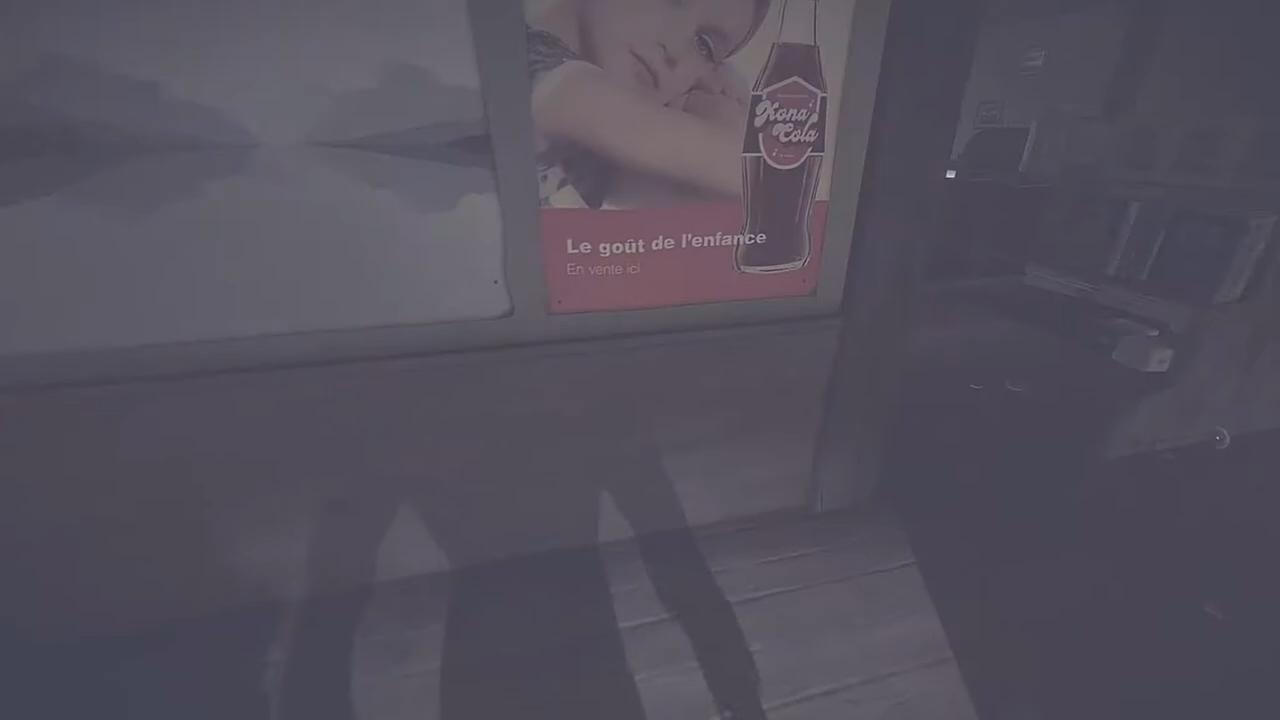 Kona
Cola
Le goût de l'enfance
En vente ici